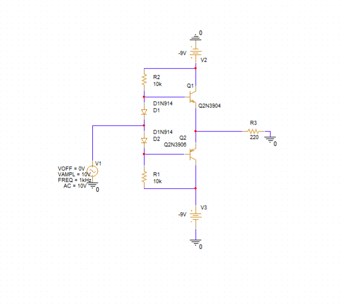 0
-9V
V2
R2
10k
Q1
Q2N3904
D1N914
D1
R3
220
0
D1N914
D2
Q2
Q2N3906
V1
VOFF = 0V
VAMPL = 10V
FREQ = 1kHz
AC = 10V
0
R1
10k
-9V
V3
0